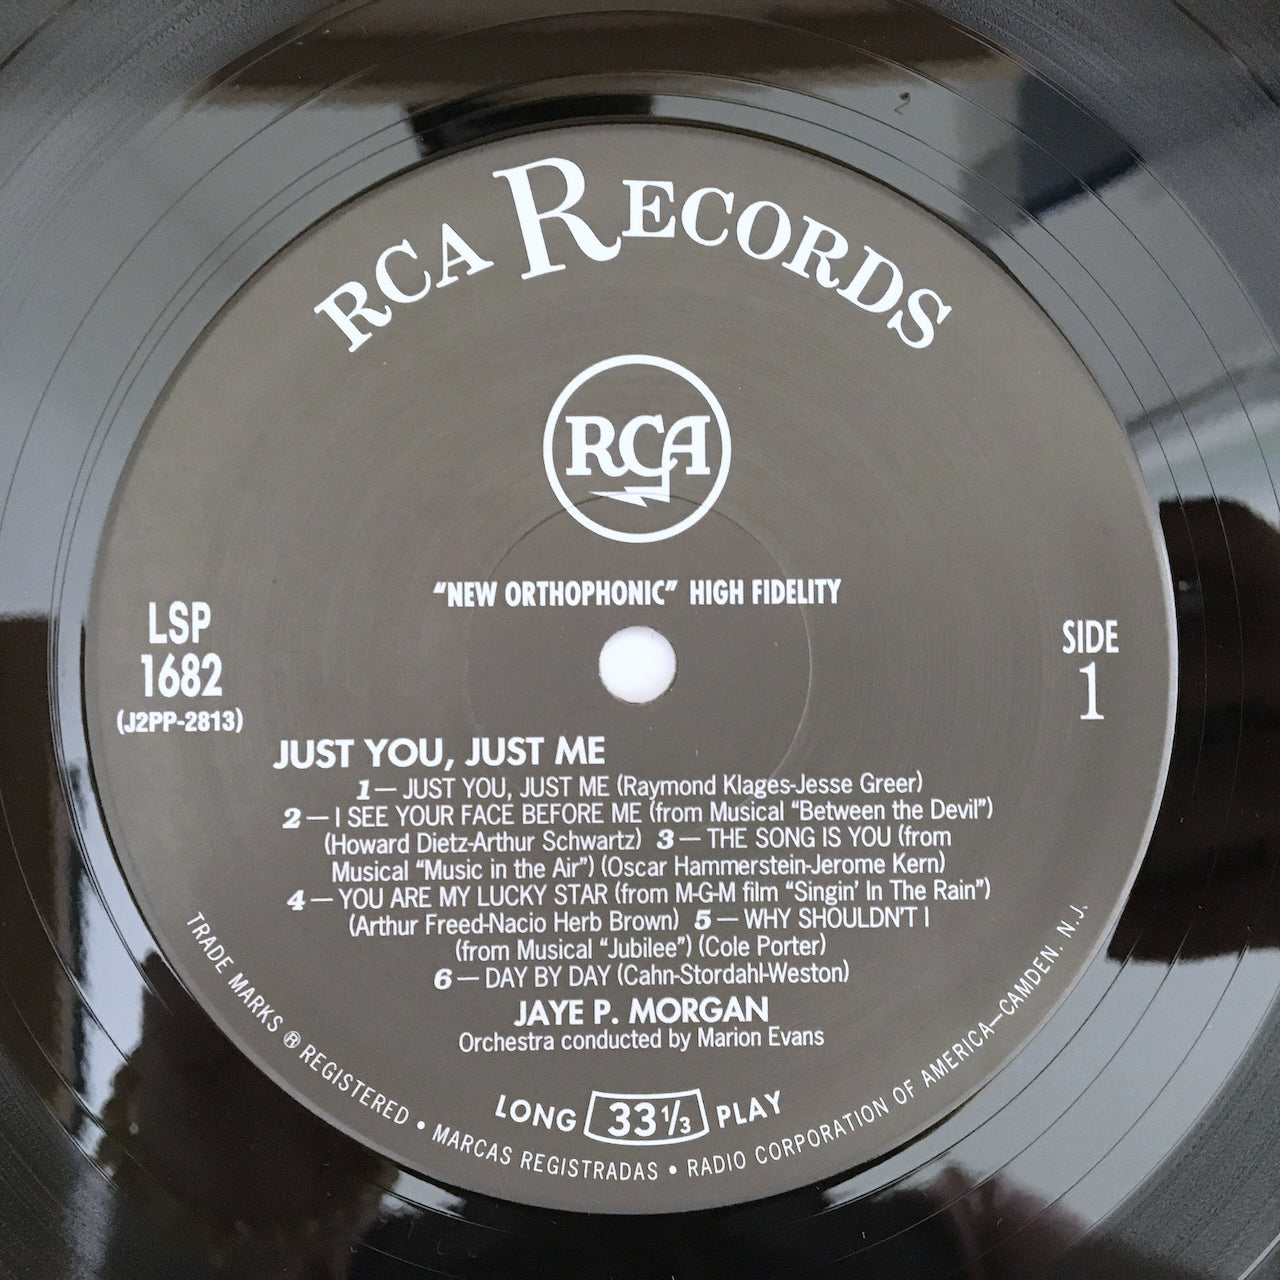 RCA RECORDS
RCA
"NEW ORTHOPHONIC" HIGH FIDELITY
LSP
1682
(J2PP-2813)
SIDE
1
JUST YOU, JUST ME
1 — JUST YOU, JUST ME (Raymond Klages-Jesse Greer)
2 — I SEE YOUR FACE BEFORE ME (from Musical "Between the Devil")
(Howard Dietz-Arthur Schwartz) 3 — THE SONG IS YOU (from
Musical "Music in the Air") (Oscar Hammerstein-Jerome Kern)
4 — YOU ARE MY LUCKY STAR (from M-G-M film "Singin' In The Rain")
(Arthur Freed-Nacio Herb Brown) 5 — WHY SHOULDN'T I
(from Musical "Jubilee") (Cole Porter)
6 — DAY BY DAY (Cahn-Stordahl-Weston)
JAYE P. MORGAN
Orchestra conducted by Marion Evans
LONG 33⅓ PLAY
TRADE MARKS ® REGISTERED • MARCAS REGISTRADAS • RADIO CORPORATION OF AMERICA—CAMDEN. N.J.